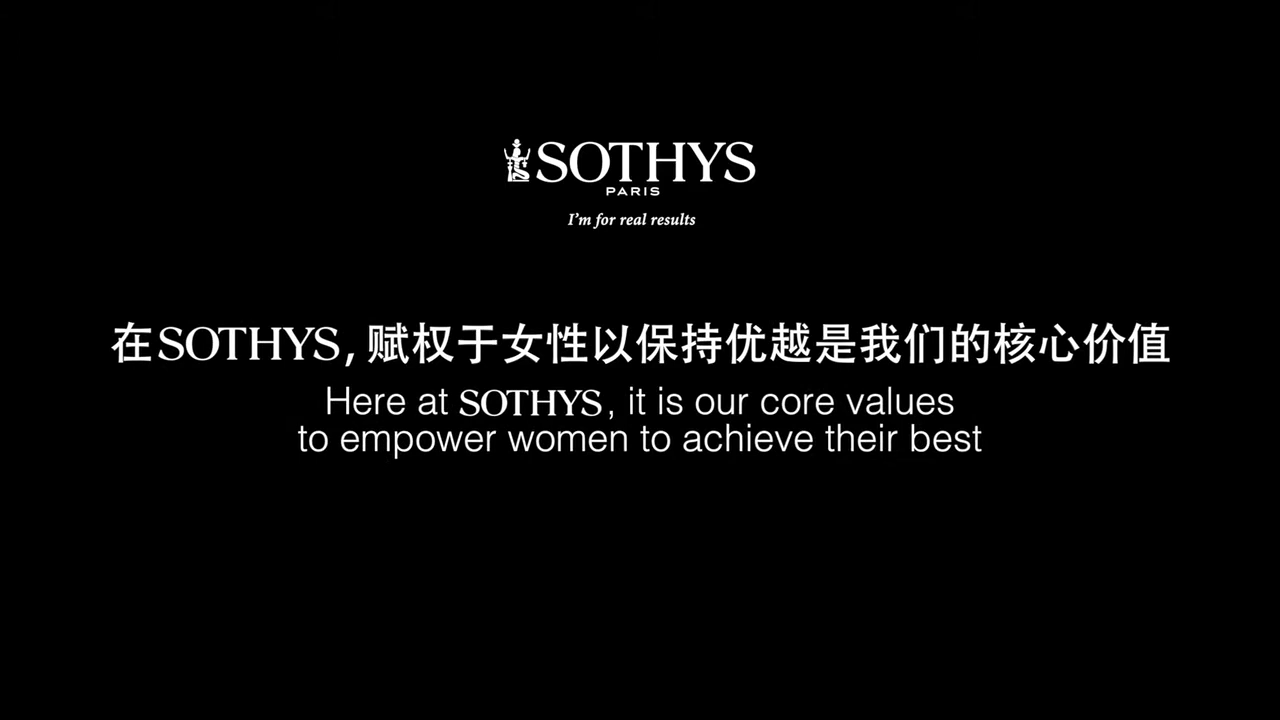 SOTHYS
PARIS
I'm for real results
在SOTHYS, 赋权于女性以保持优越是我们的核心价值
Here at SOTHYS, it is our core values
to empower women to achieve their best